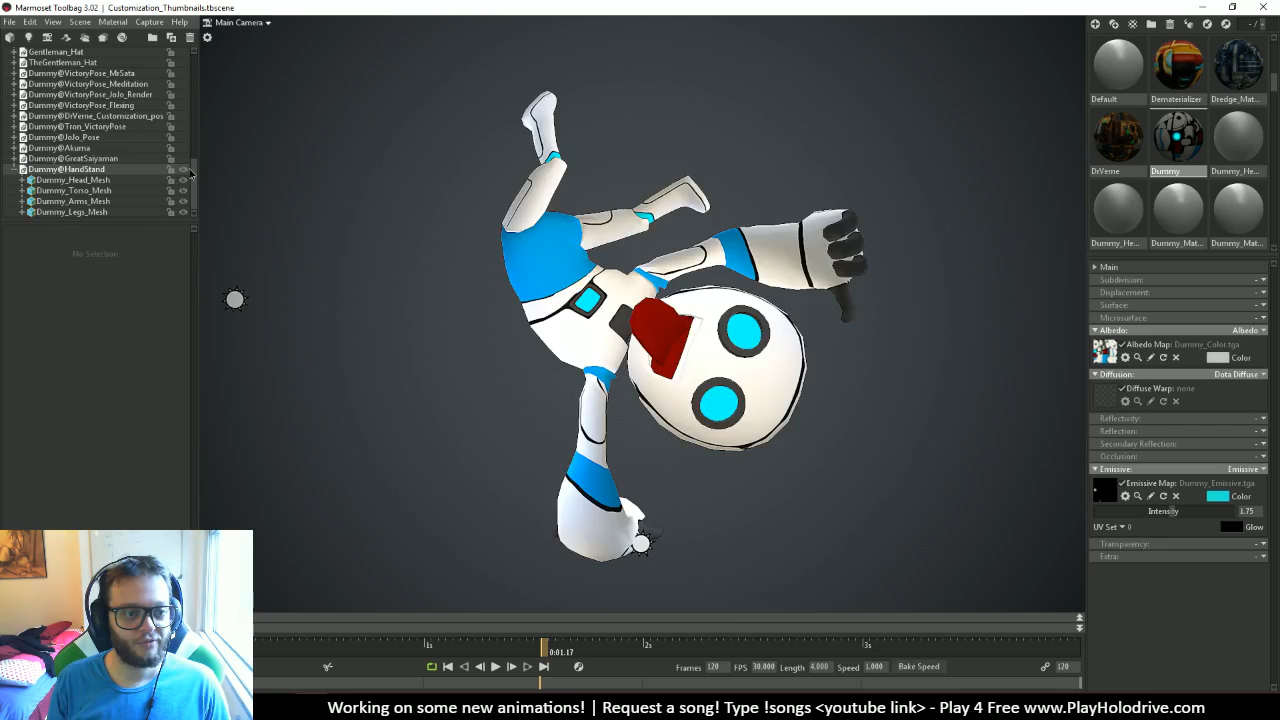 Marmoset Toolbag 3.02 - Customization_Thumbnails.tbscene
File Edit View Scene Material Capture Help
Main Camera
Gentleman_Hat
TheGentleman_Hat
Dummy@VictoryPose_MrSata
Dummy@VictoryPose_Meditation
Dummy@VictoryPose_JoJo_Render
Dummy@VictoryPose_Flexing
Dummy@DrVerne_Customization_pos
Dummy@Tron_VictoryPose
Dummy@JoJo_Pose
Dummy@Akuma
Dummy@GreatSaiyaman
Dummy@HandStand
Dummy_Head_Mesh
Dummy_Torso_Mesh
Dummy_Arms_Mesh
Dummy_Legs_Mesh
No Selection
Default Dematerializer Dredge_Mat...
DrVerne Dummy Dummy_He...
Dummy_He... Dummy_Mat... Dummy_Mat...
Main
Subdivision:
Displacement:
Surface:
Microsurface:
Albedo: Albedo
Albedo Map: Dummy_Color.tga
Color
Diffusion: Dota Diffuse
Diffuse Warp: none
Reflectivity:
Reflection:
Secondary Reflection:
Occlusion:
Emissive: Emissive
Emissive Map: Dummy_Emissive.tga
Color
Intensity 1.75
UV Set 0 Glow
Transparency:
Extra:
1s 2s 3s
0:01.17
Frames 120 FPS 30.000 Length 4.000 Speed 1.000 Bake Speed 120
Working on some new animations! | Request a song! Type !songs <youtube link> - Play 4 Free www.PlayHolodrive.com